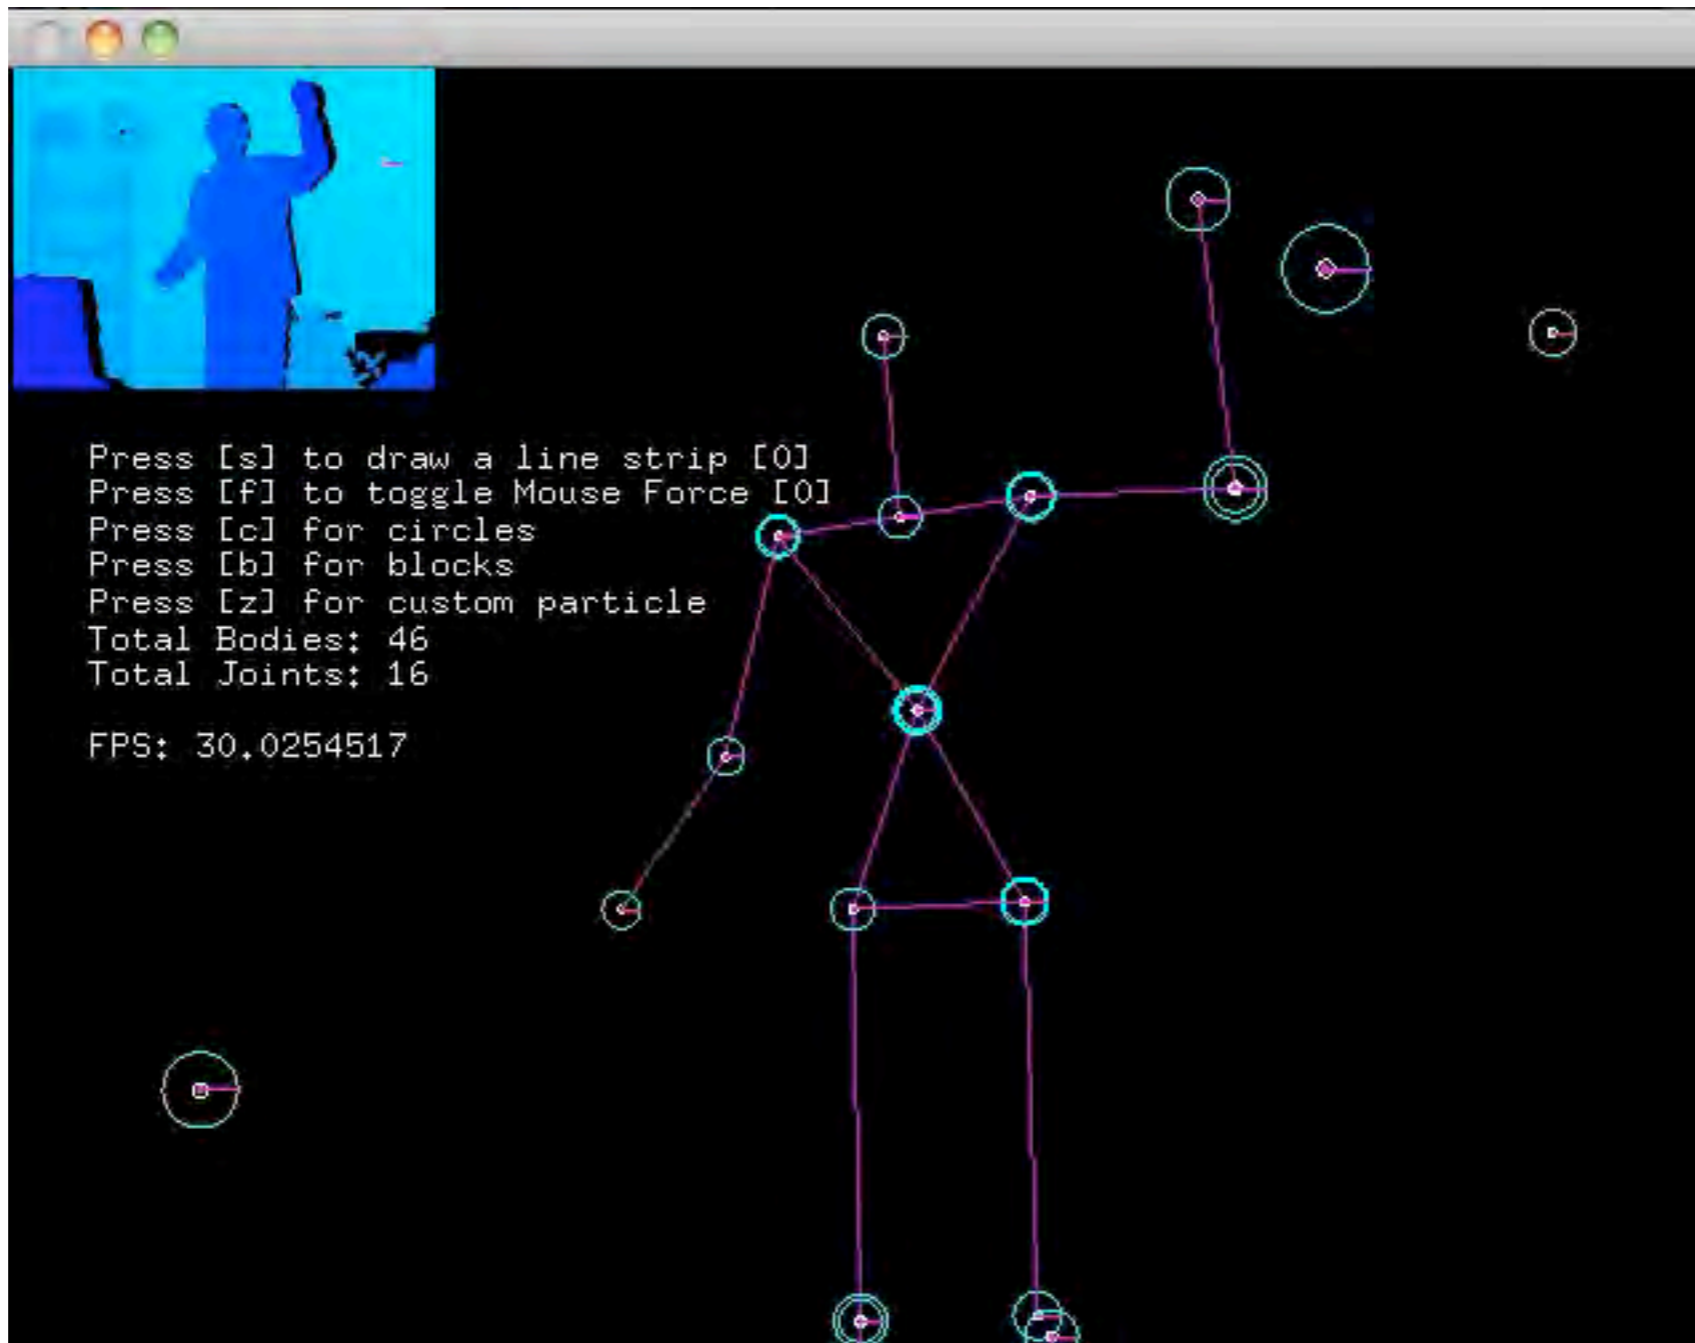 Press [s] to draw a line strip [0]
Press [f] to toggle Mouse Force [0]
Press [c] for circles
Press [b] for blocks
Press [z] for custom particle
Total Bodies: 46
Total Joints: 16
FPS: 30.0254517